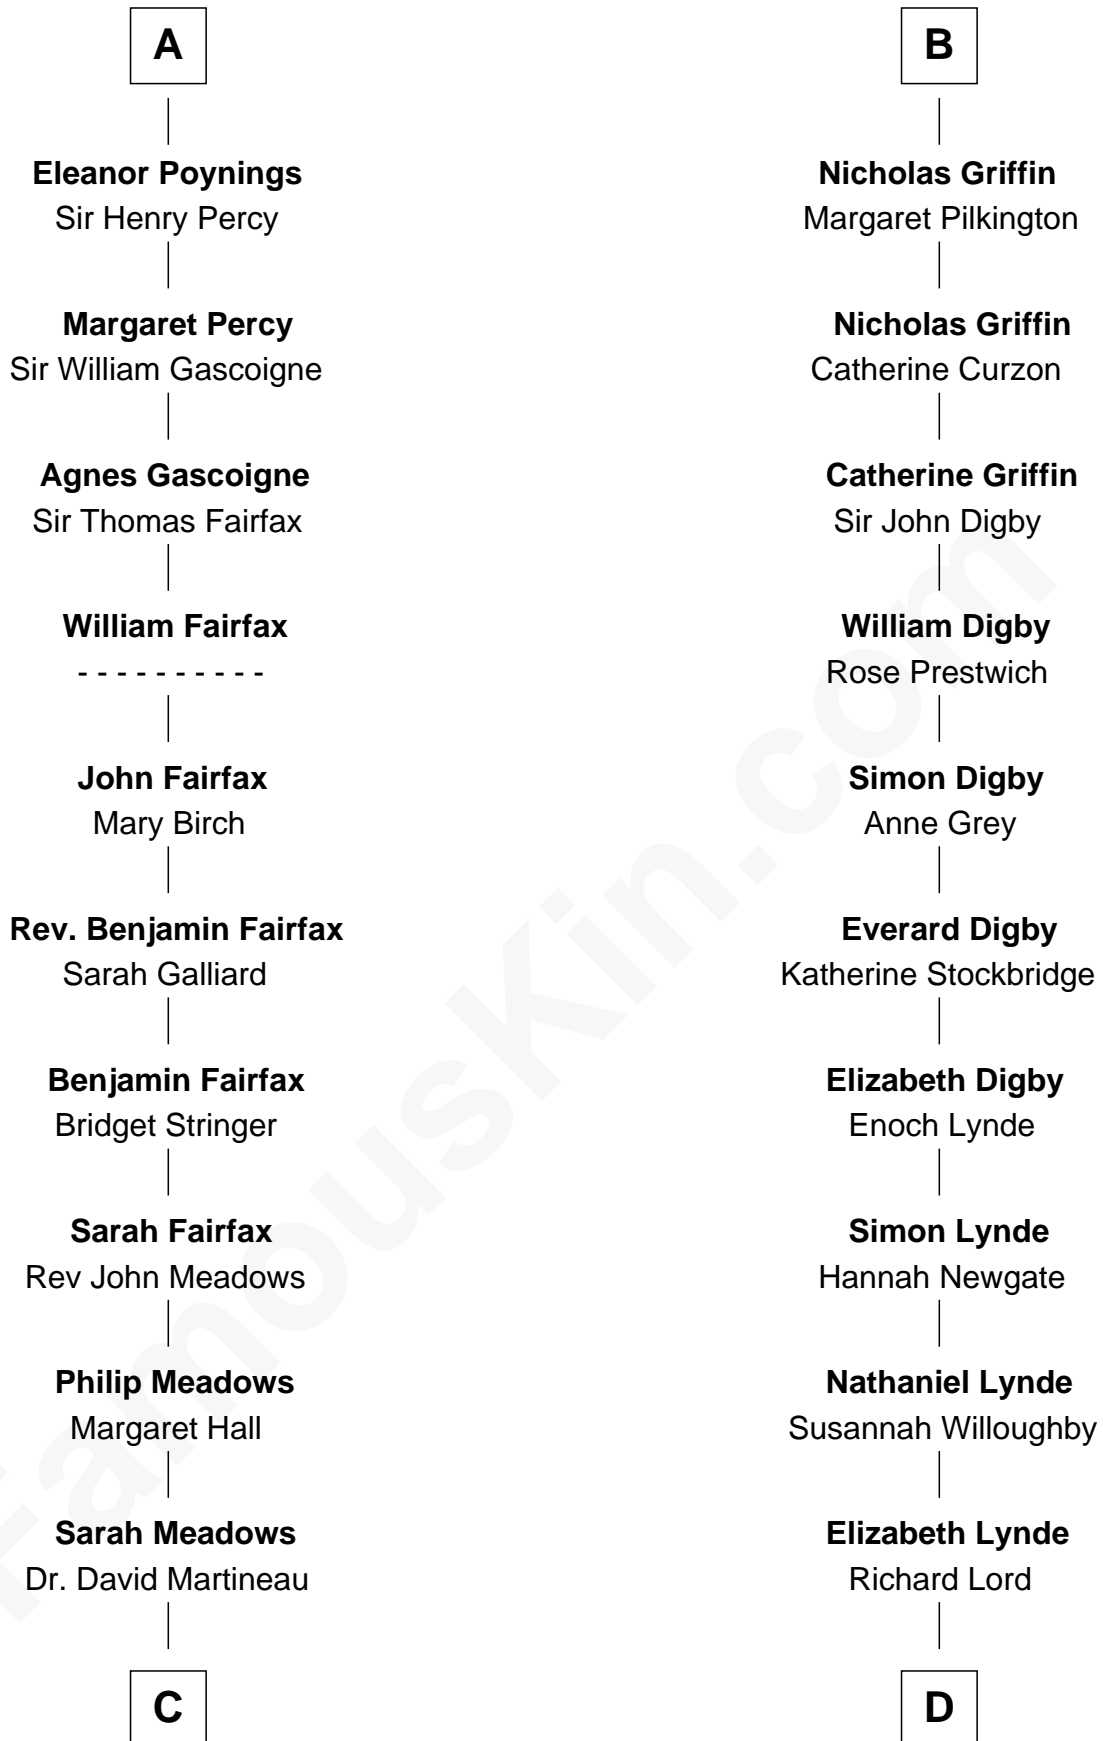 A
Eleanor Poynings
Sir Henry Percy
Margaret Percy
Sir William Gascoigne
Agnes Gascoigne
Sir Thomas Fairfax
William Fairfax
- - - - - - - - - -
John Fairfax
Mary Birch
Rev. Benjamin Fairfax
Sarah Galliard
Benjamin Fairfax
Bridget Stringer
Sarah Fairfax
Rev John Meadows
Philip Meadows
Margaret Hall
Sarah Meadows
Dr. David Martineau
C
B
Nicholas Griffin
Margaret Pilkington
Nicholas Griffin
Catherine Curzon
Catherine Griffin
Sir John Digby
William Digby
Rose Prestwich
Simon Digby
Anne Grey
Everard Digby
Katherine Stockbridge
Elizabeth Digby
Enoch Lynde
Simon Lynde
Hannah Newgate
Nathaniel Lynde
Susannah Willoughby
Elizabeth Lynde
Richard Lord
D
FamousKin.com